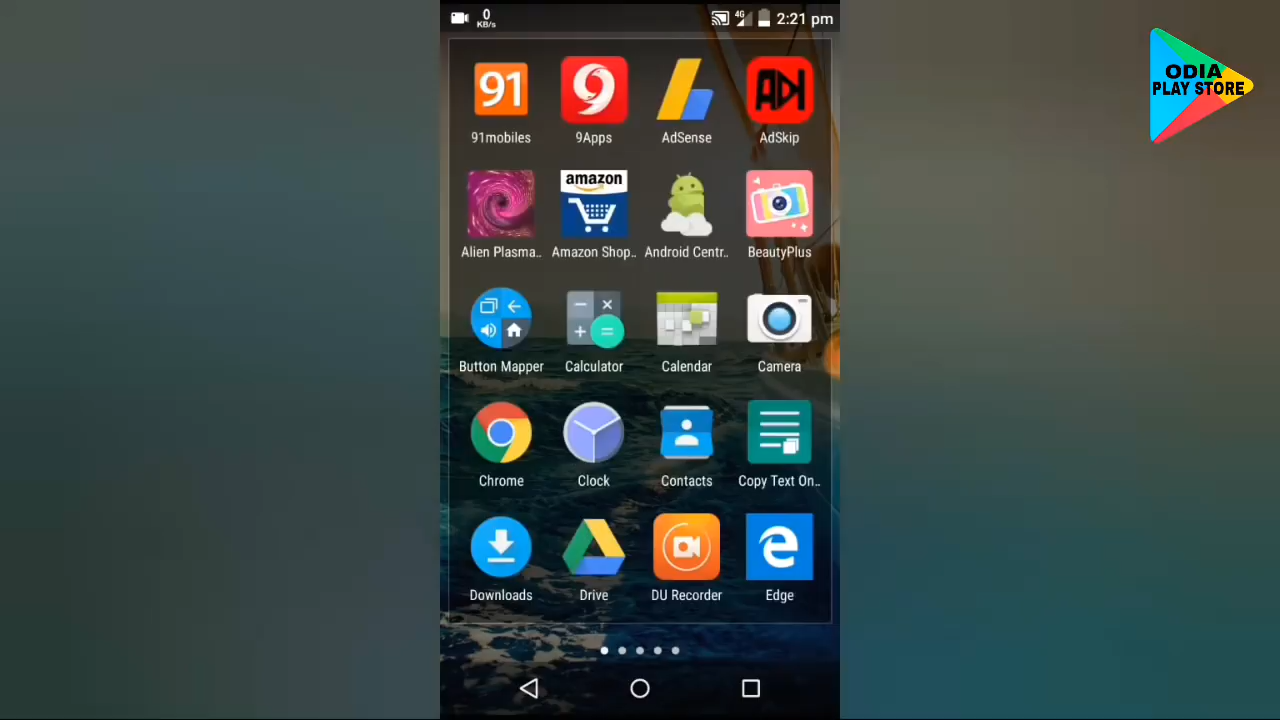 0
KB/s
4G
2:21 pm
ODIA
PLAY STORE
91
91mobiles
9Apps
AdSense
AdSkip
amazon
Alien Plasma..
Amazon Shop..
Android Centr..
BeautyPlus
Button Mapper
Calculator
Calendar
Camera
Chrome
Clock
Contacts
Copy Text On..
Downloads
Drive
DU Recorder
Edge